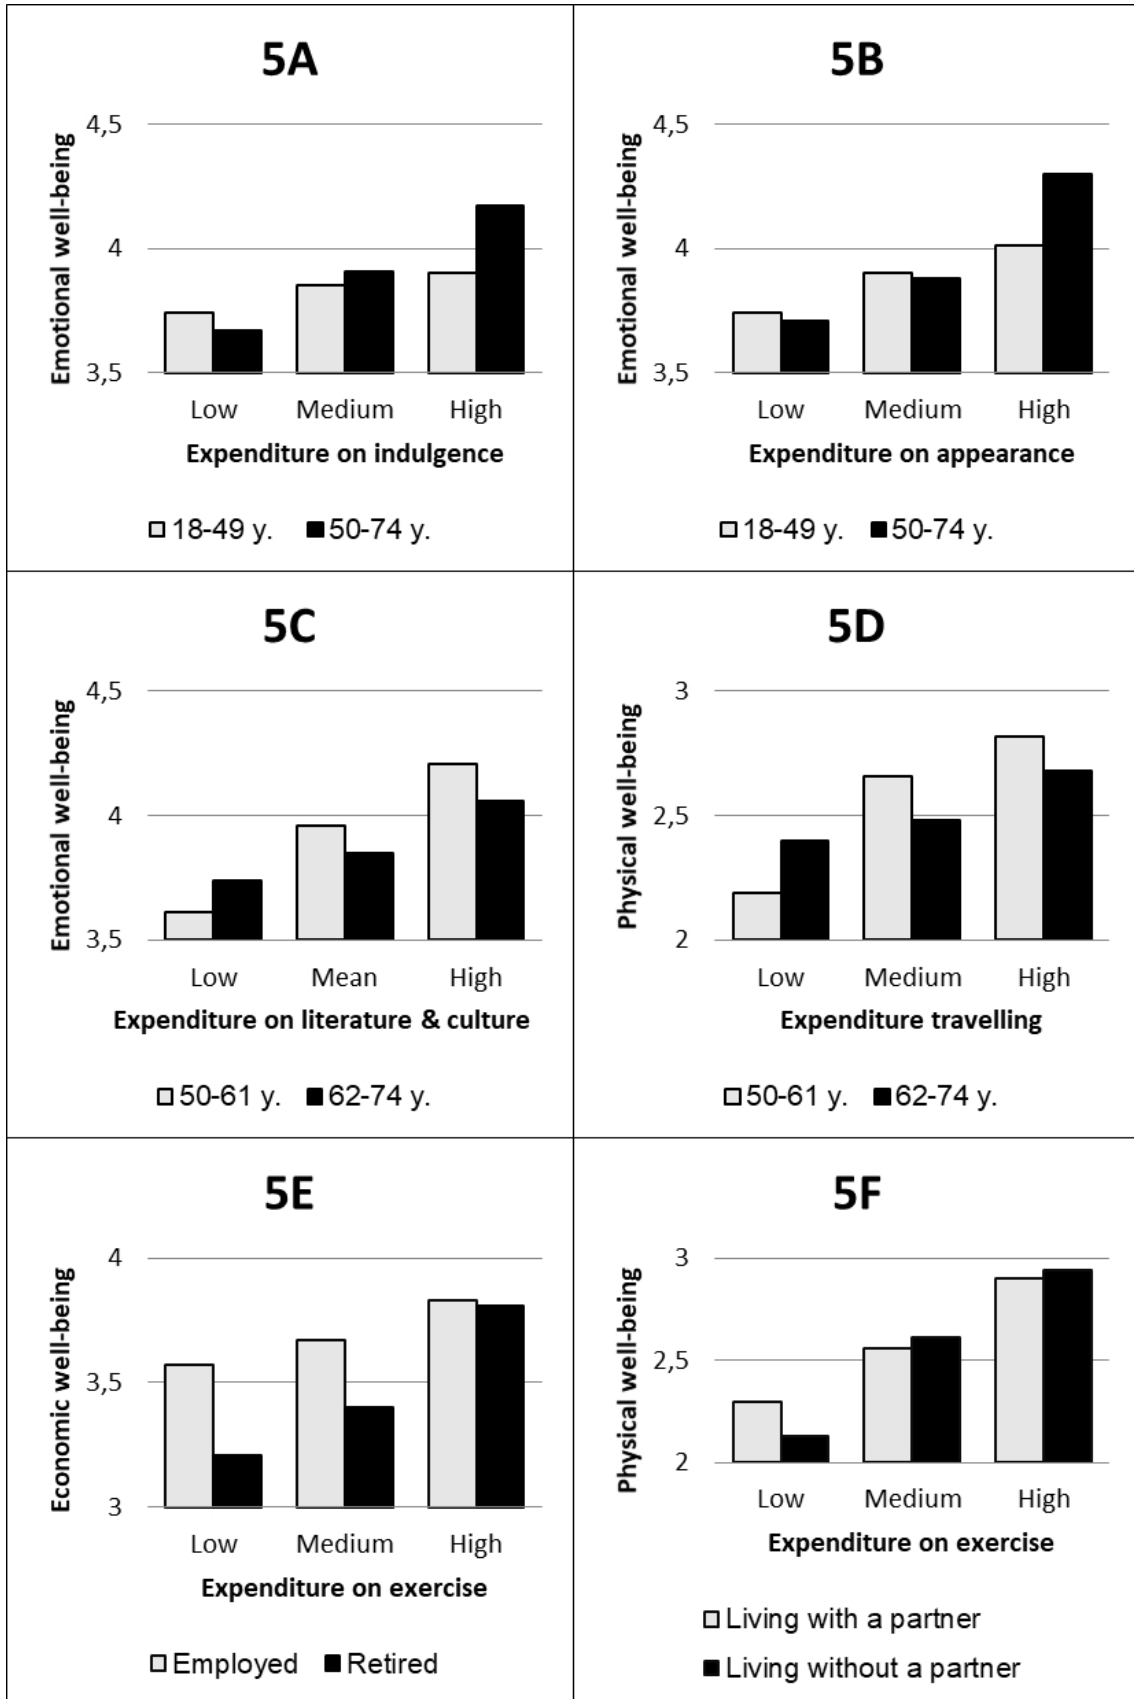 5A
Emotional well-being
4,5
4
3,5
Low Medium High
Expenditure on indulgence
18-49 y. 50-74 y.
5B
Emotional well-being
4,5
4
3,5
Low Medium High
Expenditure on appearance
18-49 y. 50-74 y.
5C
Emotional well-being
4,5
4
3,5
Low Mean High
Expenditure on literature & culture
50-61 y. 62-74 y.
5D
Physical well-being
3
2,5
2
Low Medium High
Expenditure travelling
50-61 y. 62-74 y.
5E
Economic well-being
4
3,5
3
Low Medium High
Expenditure on exercise
Employed Retired
5F
Physical well-being
3
2,5
2
Low Medium High
Expenditure on exercise
Living with a partner
Living without a partner